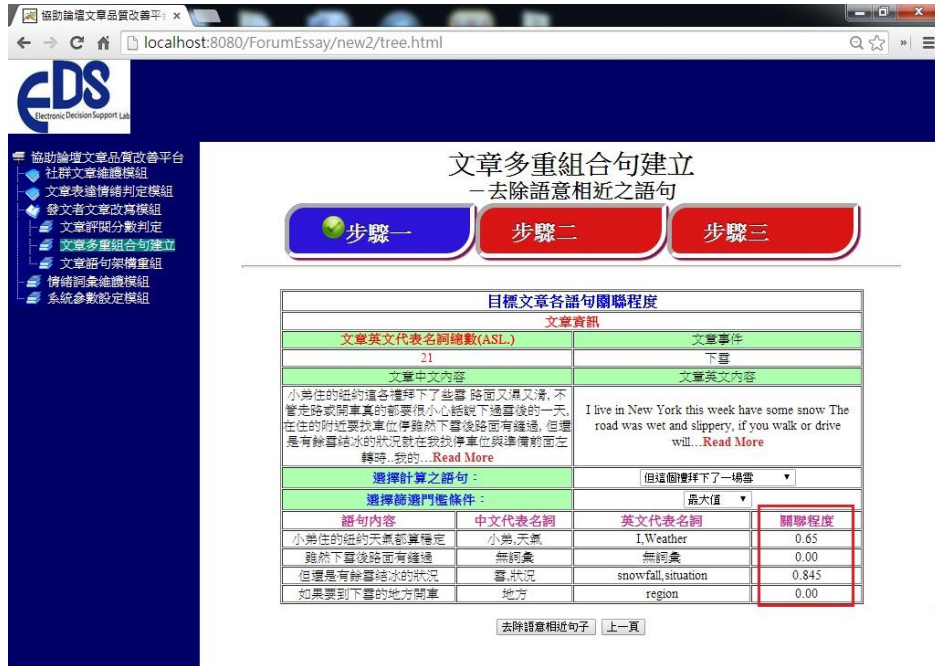 協助論壇文章品質改善平
localhost:8080/ForumEssay/new2/tree.html
EDS
Electronic Decision Support Lab
協助論壇文章品質改善平台
社群文章維護模組
文章表達情緒判定模組
發文者文章改寫模組
文章評閱分數判定
文章多重組合句建立
文章語句架構重組
情緒詞彙維護模組
系統參數設定模組
文章多重組合句建立
－去除語意相近之語句
步驟一 步驟二 步驟三
目標文章各語句關聯程度
文章資訊
文章英文代表名詞總數(ASL.) 文章事件
21 下雪
文章中文內容 文章英文內容
小弟住的紐約這各禮拜下了些雪 路面又濕又滑, 不
管走路或開車真的都要很小心話說下過雪後的一天,
在住的附近要找車位停雖然下雪後路面有鏟過, 但還
是有餘雪結冰的狀況就在我找停車位與準備前面左
轉時..我的...Read More
I live in New York this week have some snow The
road was wet and slippery, if you walk or drive
will...Read More
選擇計算之語句： 但這個禮拜下了一場雪
選擇篩選門檻條件： 最大值
語句內容 中文代表名詞 英文代表名詞 關聯程度
小弟住的紐約天氣都算穩定 小弟,天氣 I,Weather 0.65
雖然下雪後路面有鏟過 無詞彙 無詞彙 0.00
但還是有餘雪結冰的狀況 雪,狀況 snowfall,situation 0.845
如果要到下雪的地方開車 地方 region 0.00
去除語意相近句子 上一頁